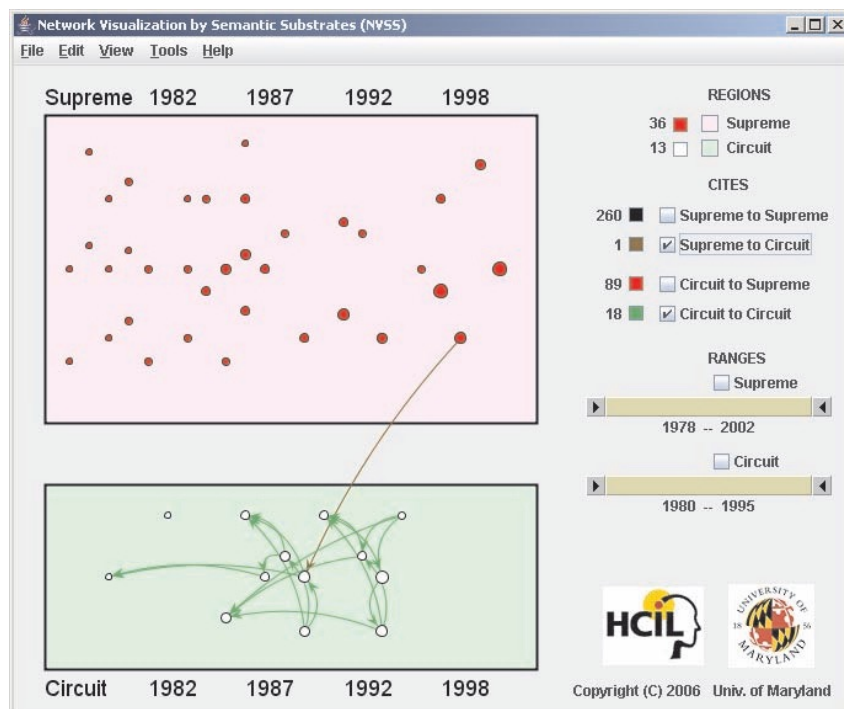 Network Visualization by Semantic Substrates (NVSS)
File Edit View Tools Help
Supreme 1982 1987 1992 1998
REGIONS
36 Supreme
13 Circuit
CITES
260 Supreme to Supreme
1 Supreme to Circuit
89 Circuit to Supreme
18 Circuit to Circuit
RANGES
Supreme
1978 -- 2002
Circuit
1980 -- 1995
HCIL
UNIVERSITY OF
18 56
MARYLAND
Circuit 1982 1987 1992 1998
Copyright (C) 2006 Univ. of Maryland